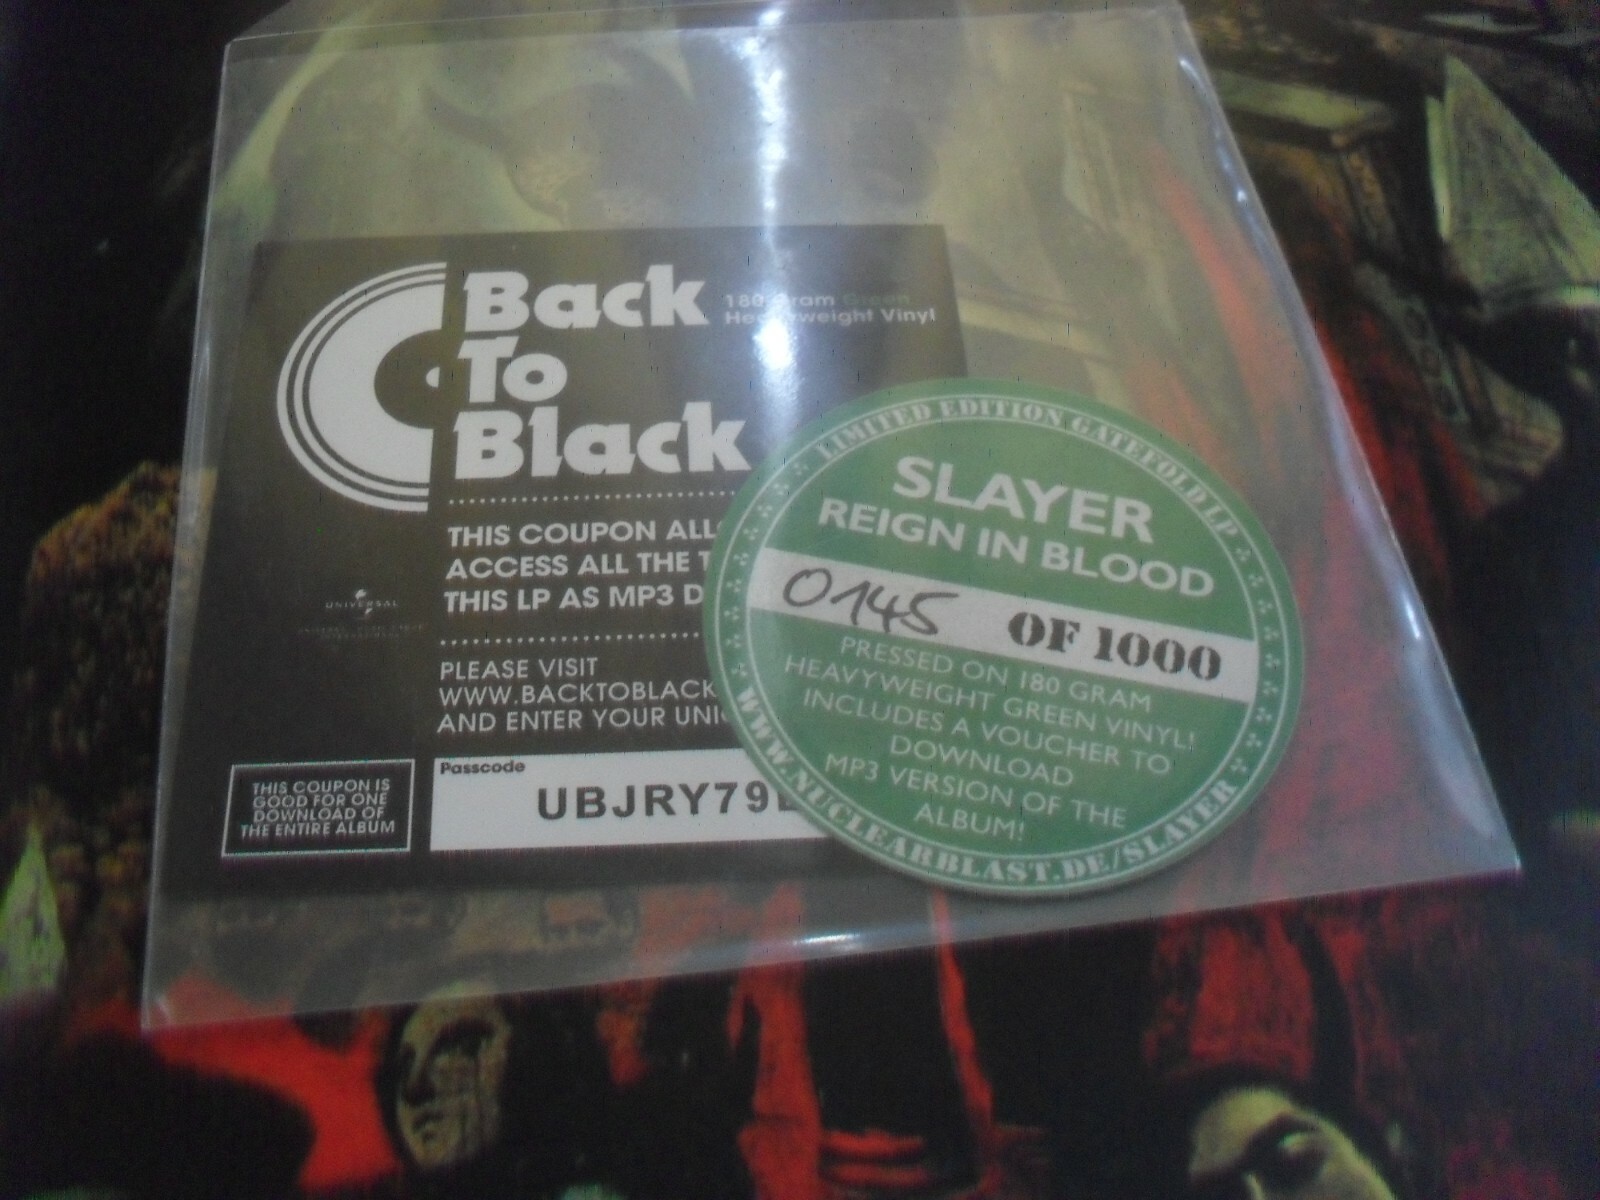 Back
To
Black
180 Gram Green
Heavyweight Vinyl
THIS COUPON ALLO
ACCESS ALL THE T
THIS LP AS MP3 D
UNIVERSAL
PLEASE VISIT
WWW.BACKTOBLACK
AND ENTER YOUR UNIQ
THIS COUPON IS
GOOD FOR ONE
DOWNLOAD OF
THE ENTIRE ALBUM
Passcode
UBJRY79
LIMITED EDITION GATEFOLD LP
SLAYER
REIGN IN BLOOD
0145 OF 1000
PRESSED ON 180 GRAM
HEAVYWEIGHT GREEN VINYL!
INCLUDES A VOUCHER TO
DOWNLOAD
MP3 VERSION OF THE
ALBUM!
WWW.NUCLEARBLAST.DE/SLAYER